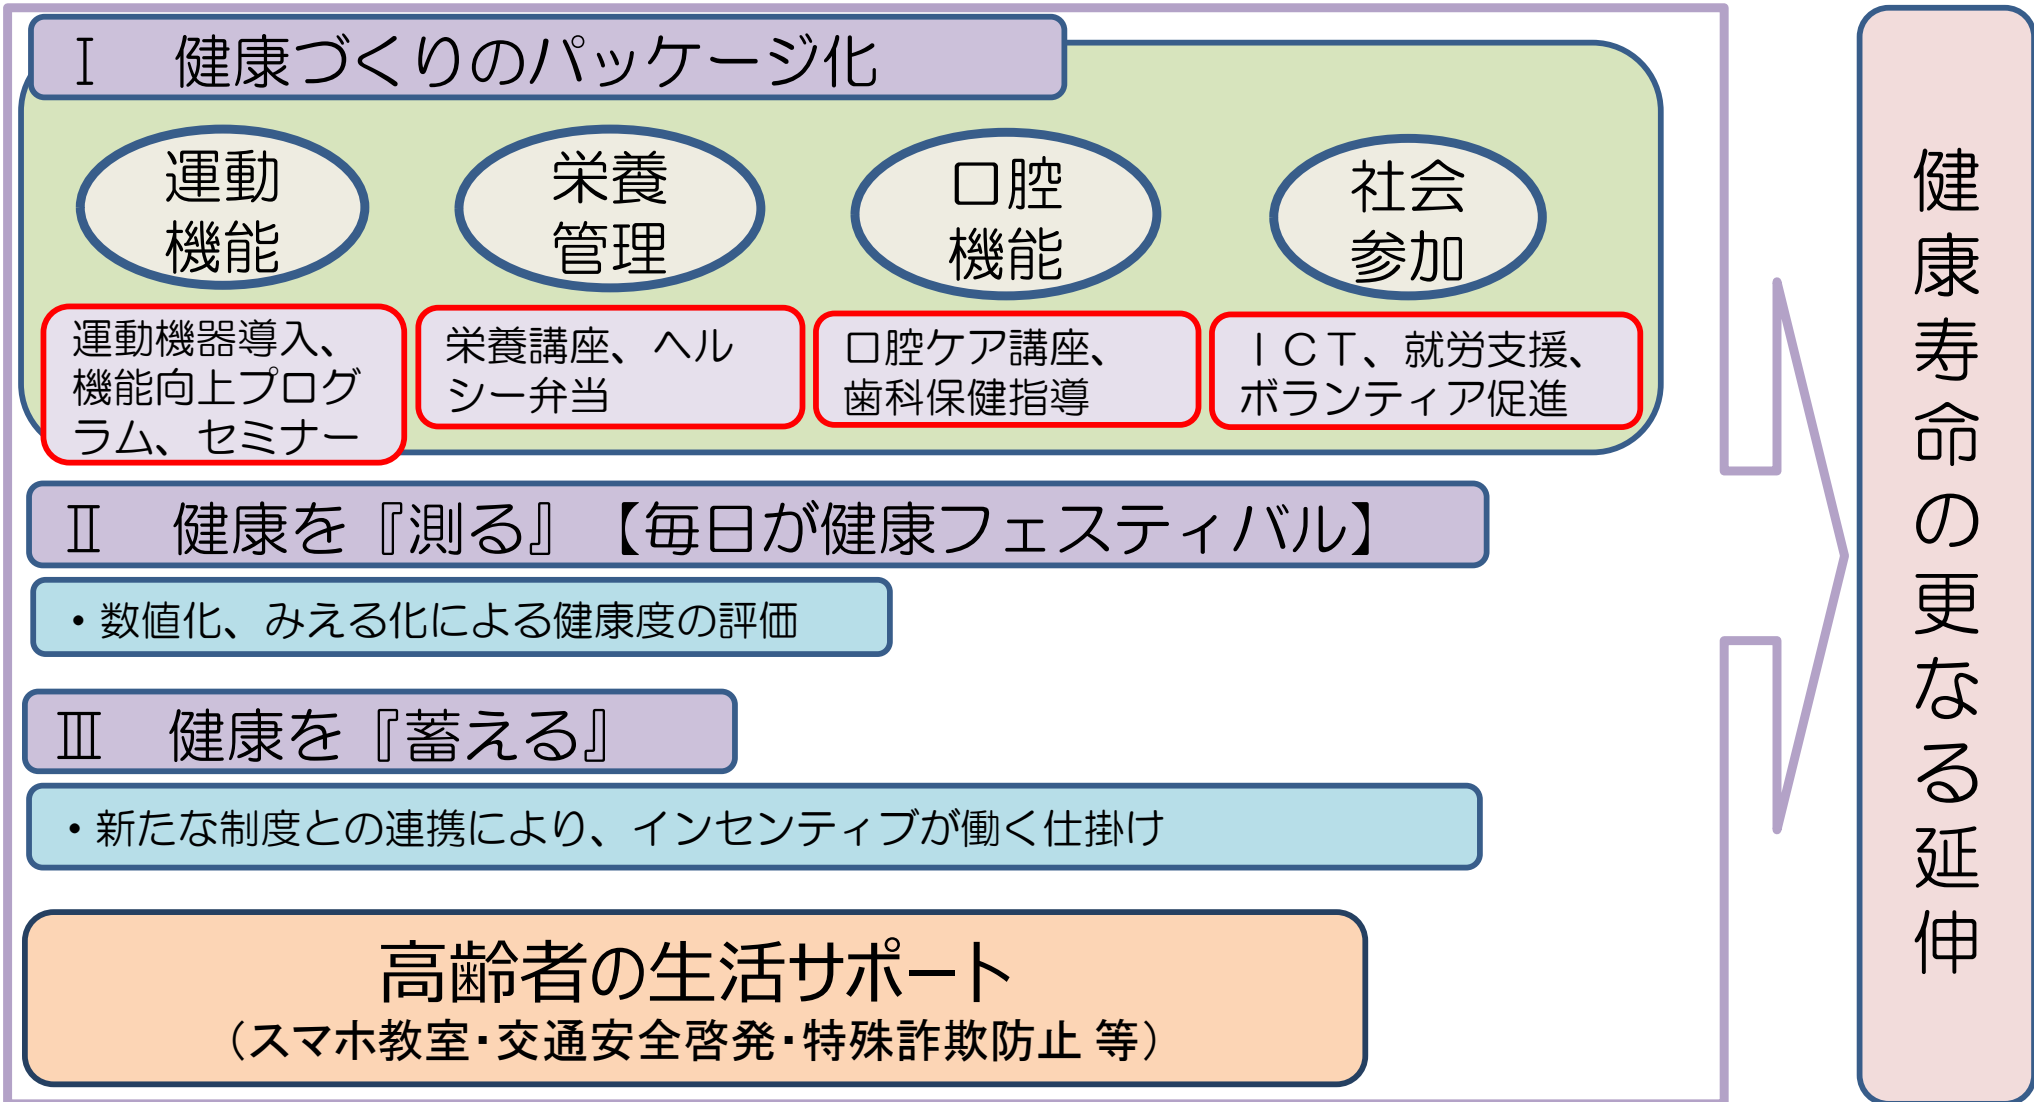 Ⅰ　健康づくりのパッケージ化
運動
機能
栄養
管理
口腔
機能
社会
参加
運動機器導入、
機能向上プログ
ラム、セミナー
栄養講座、ヘル
シー弁当
口腔ケア講座、
歯科保健指導
ＩＣＴ、就労支援、
ボランティア促進
Ⅱ　健康を『測る』【毎日が健康フェスティバル】
・数値化、みえる化による健康度の評価
Ⅲ　健康を『蓄える』
・新たな制度との連携により、インセンティブが働く仕掛け
高齢者の生活サポート
（スマホ教室・交通安全啓発・特殊詐欺防止 等）
健康寿命の更なる延伸